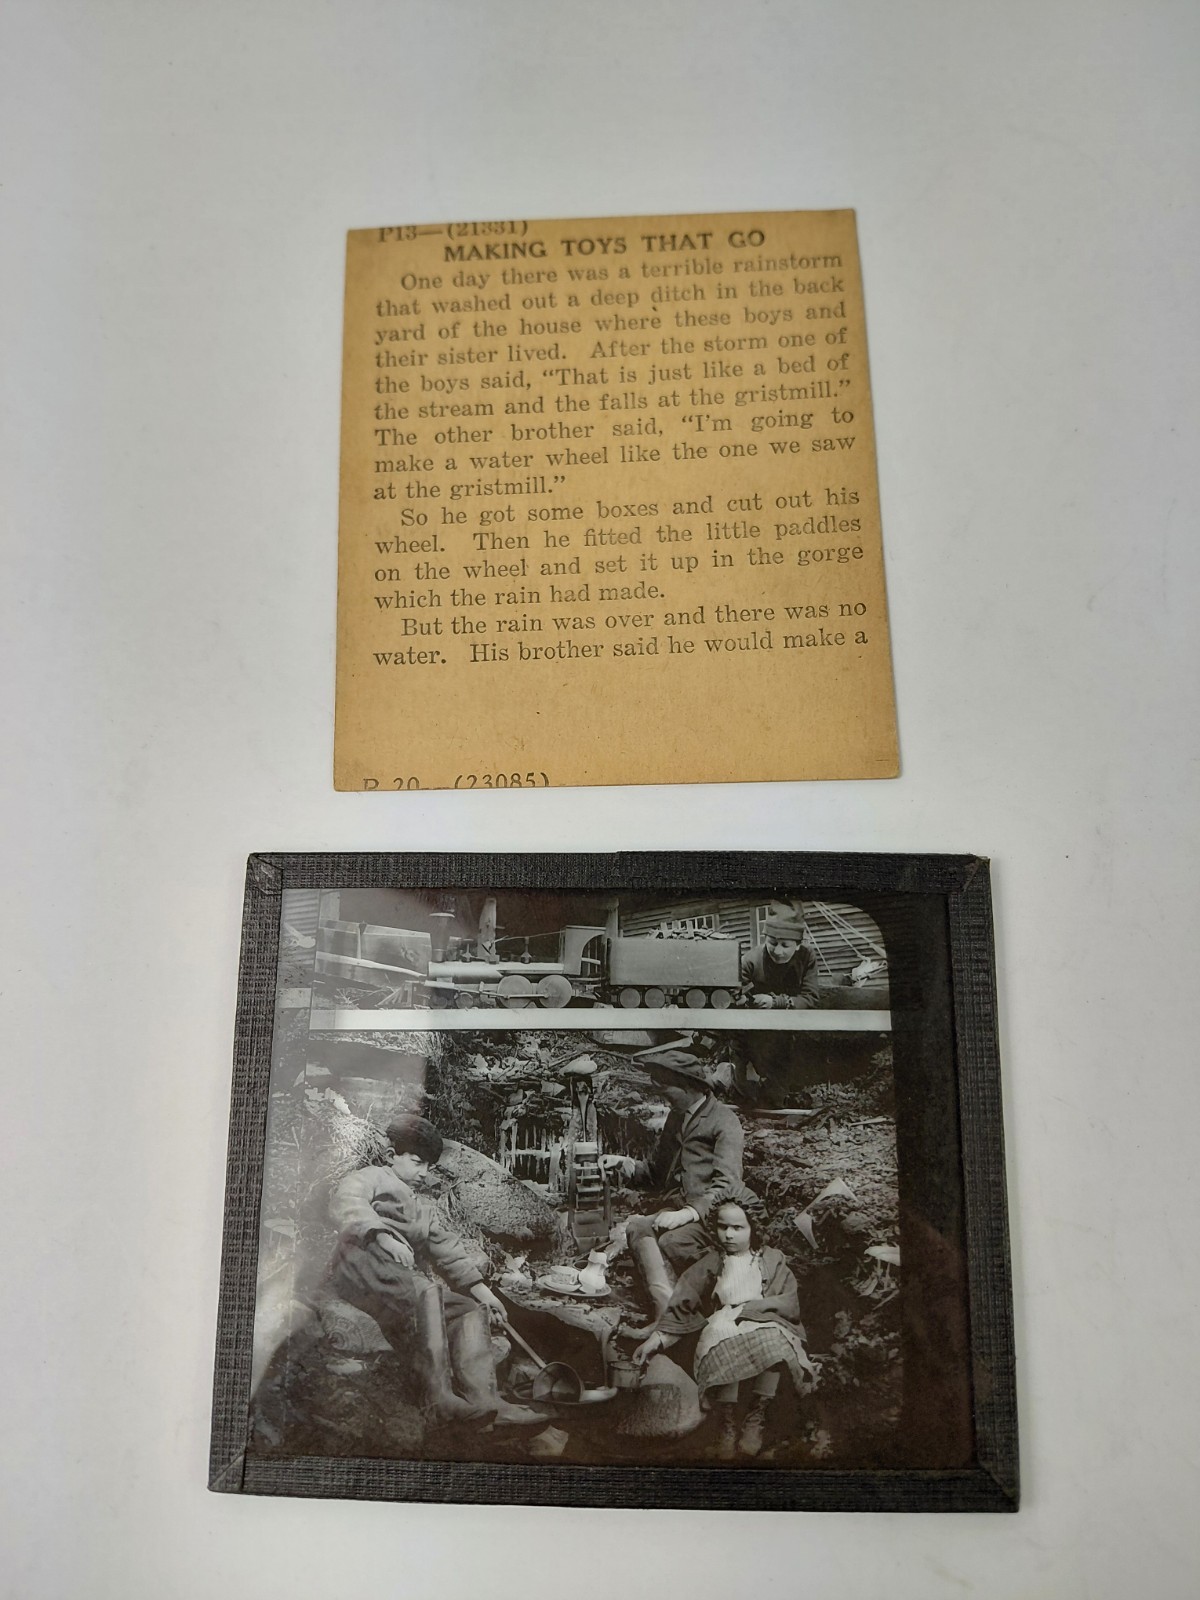 P13—(21331)
MAKING TOYS THAT GO
One day there was a terrible rainstorm
that washed out a deep ditch in the back
yard of the house where these boys and
their sister lived. After the storm one of
the boys said, “That is just like a bed of
the stream and the falls at the gristmill.”
The other brother said, “I'm going to
make a water wheel like the one we saw
at the gristmill.”
So he got some boxes and cut out his
wheel. Then he fitted the little paddles
on the wheel and set it up in the gorge
which the rain had made.
But the rain was over and there was no
water. His brother said he would make a
P 20—(23085)